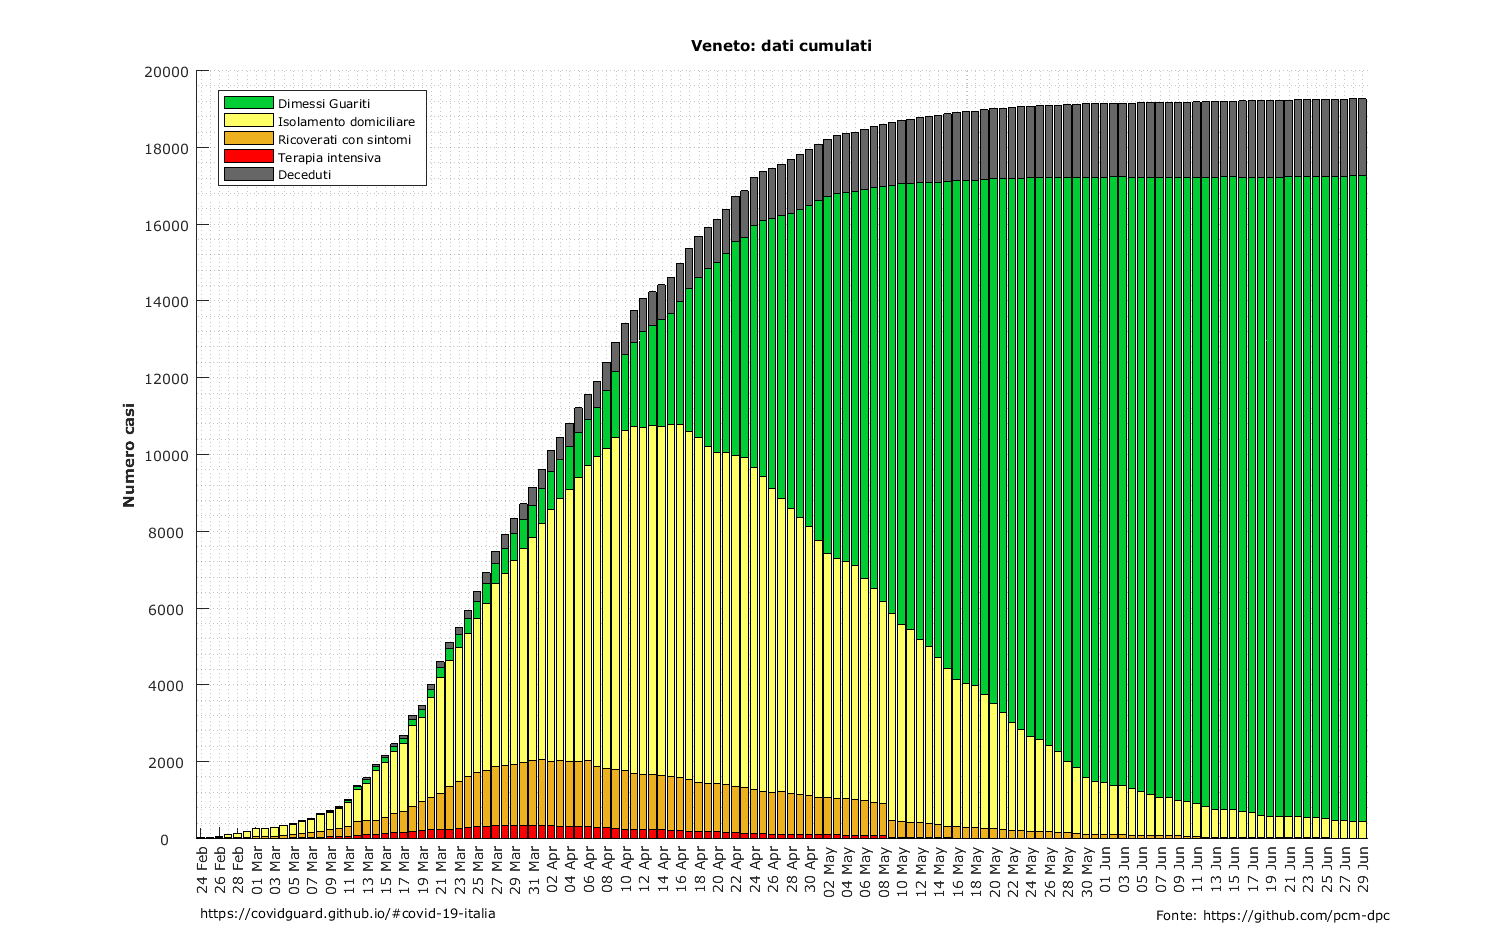 Veneto: dati cumulati
20000
18000
16000
14000
12000
10000
8000
6000
4000
2000
0
Numero casi
Dimessi Guariti
Isolamento domiciliare
Ricoverati con sintomi
Terapia intensiva
Deceduti
24 Feb
26 Feb
28 Feb
01 Mar
03 Mar
05 Mar
07 Mar
09 Mar
11 Mar
13 Mar
15 Mar
17 Mar
19 Mar
21 Mar
23 Mar
25 Mar
27 Mar
29 Mar
31 Mar
02 Apr
04 Apr
06 Apr
08 Apr
10 Apr
12 Apr
14 Apr
16 Apr
18 Apr
20 Apr
22 Apr
24 Apr
26 Apr
28 Apr
30 Apr
02 May
04 May
06 May
08 May
10 May
12 May
14 May
16 May
18 May
20 May
22 May
24 May
26 May
28 May
30 May
01 Jun
03 Jun
05 Jun
07 Jun
09 Jun
11 Jun
13 Jun
15 Jun
17 Jun
19 Jun
21 Jun
23 Jun
25 Jun
27 Jun
29 Jun
https://covidguard.github.io/#covid-19-italia
Fonte: https://github.com/pcm-dpc